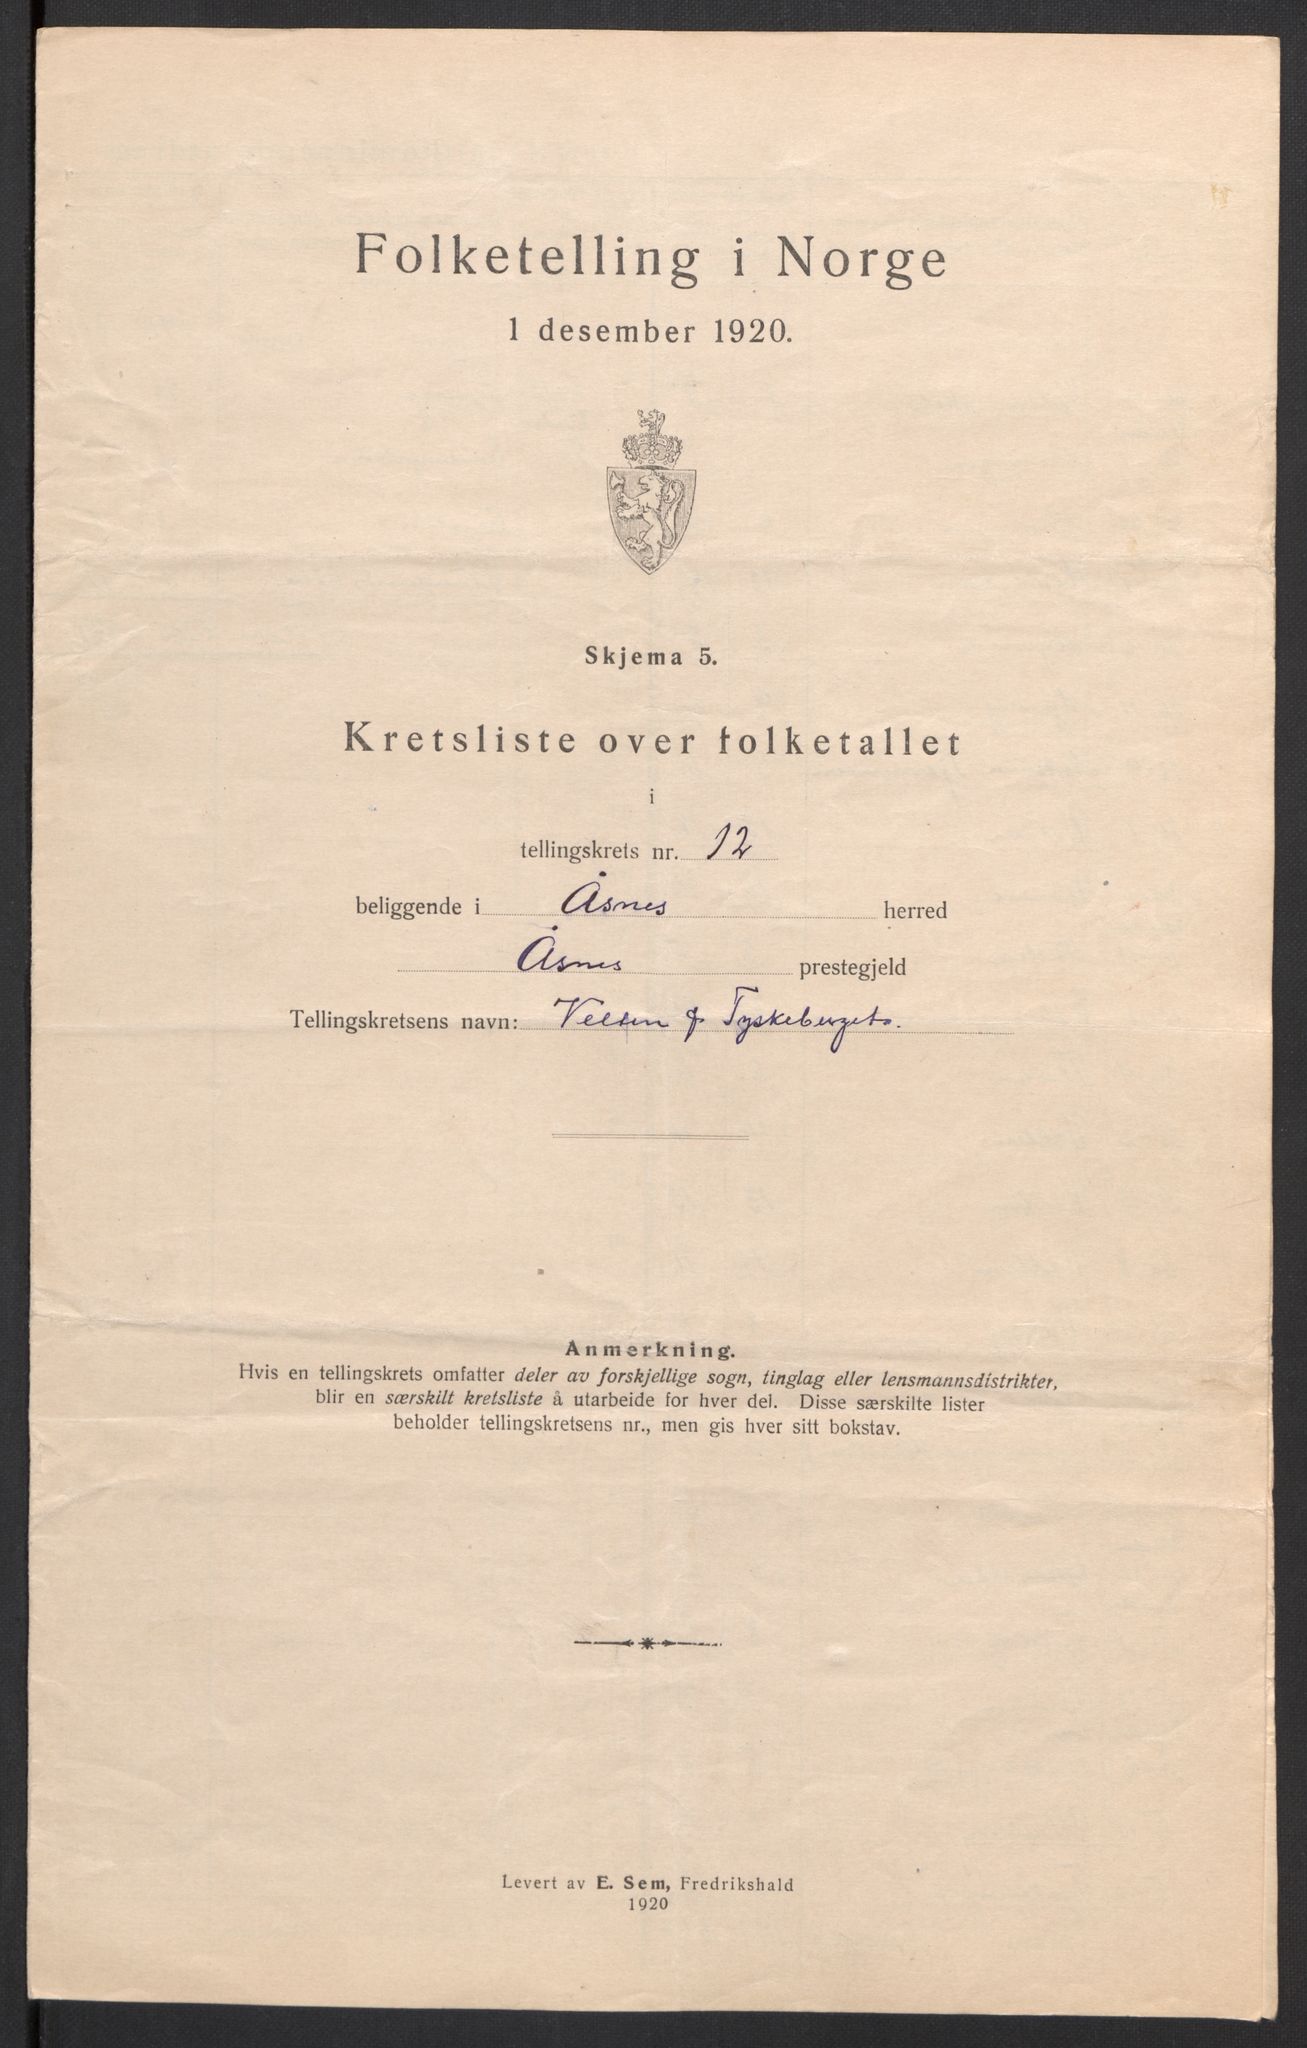 Folketelling i Norge
1 desember 1920.
Skjema 5.
Kretsliste over folketallet
i
tellingskrets nr. 12
beliggende i Åsnes herred
Åsnes prestegjeld
Tellingskretsens navn: Velten & Tyskebergets.
Anmerkning.
Hvis en tellingskrets omfatter deler av forskjellige sogn, tinglag eller lensmannsdistrikter,
blir en særskilt kretsliste å utarbeide for hver del. Disse særskilte lister
beholder tellingskretsens nr., men gis hver sitt bokstav.
Levert av E. Sem, Fredrikshald
1920